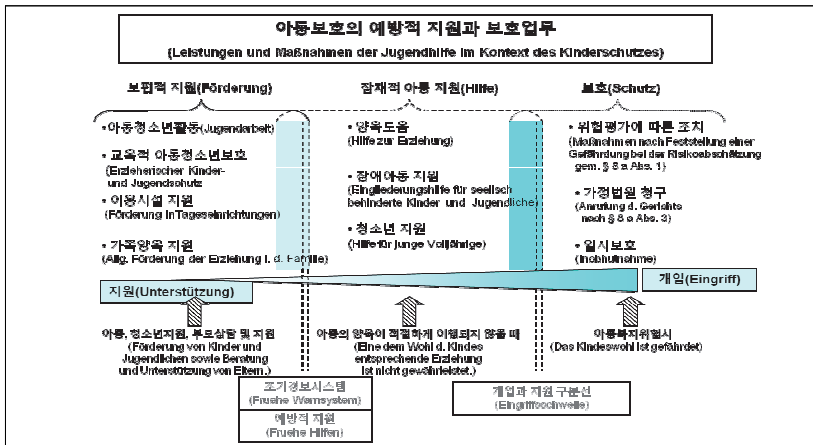 아동보호의 예방적 지원과 보호업무
(Leistungen und Maßnahmen der Jugendhilfe im Kontext des Kinderschutzes)
보편적 지원(Förderung)
잠재적 아동 지원(Hilfe)
보호(Schutz)
•아동청소년활동(Jugendarbeit)
• 교육적 아동청소년보호
(Erzieherischer Kinder-
und Jugendschutz
• 이용시설 지원
(Förderung inTageseinrichtungen)
• 가족양육 지원
(Allg. Förderung der Erziehung i. d. Familie)
• 양육도움
(Hilfe zur Erziehung)
• 장애아동 지원
(Eingliederungshilfe für seelisch
behinderte Kinder und Jugendliche)
• 청소년 지원
(Hilfe für junge Volljährige)
• 위험평가에 따른 조치
(Maßnahmen nach Feststellung einer
Gefährdung bei der Risikoabschätzung
gem. § 8 a Abs. 1)
• 가정법원 청구
(Anrufung d. Gerichts
nach § 8 a Abs. 3)
• 일시보호
(Inobhutnahme)
지원(Unterstützung)
개입(Eingriff)
아동, 청소년지원, 부모상담 및 지원
(Förderung von Kinder und
Jugendlichen sowie Beratung
und Unterstützung von Eltern.)
아동의 양육이 적절하게 이행되지 않을 때
(Eine dem Wohl d. Kindes
entsprechende Erziehung
ist nicht gewährleistet.)
아동복지위험시
(Das Kindeswohl ist gefährdet)
조기경보시스템
(Fruehe Warnsystem)
예방적 지원
(Fruehe Hilfen)
개입과 지원 구분선
(Eingriffsschwelle)